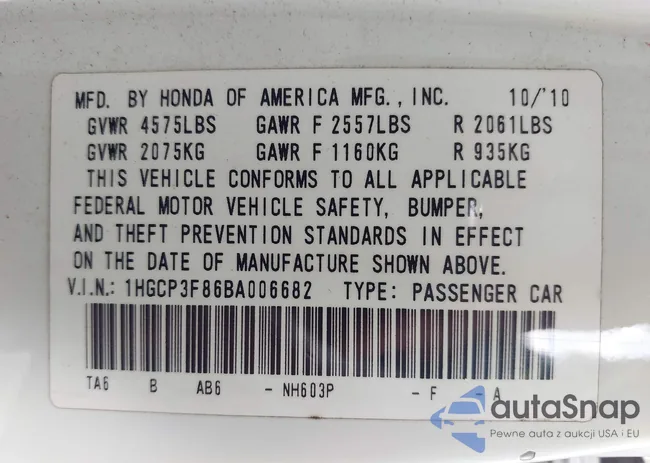 MFD. BY HONDA OF AMERICA MFG., INC. 10/'10
GVWR 4575LBS GAWR F 2557LBS R 2061LBS
GVWR 2075KG GAWR F 1160KG R 935KG
THIS VEHICLE CONFORMS TO ALL APPLICABLE
FEDERAL MOTOR VEHICLE SAFETY, BUMPER,
AND THEFT PREVENTION STANDARDS IN EFFECT
ON THE DATE OF MANUFACTURE SHOWN ABOVE.
V.I.N.: 1HGCP3F86BA006682 TYPE: PASSENGER CAR
TA6 B AB6 - NH603P - F - A
autaSnap
Pewne auta z aukcji USA i EU